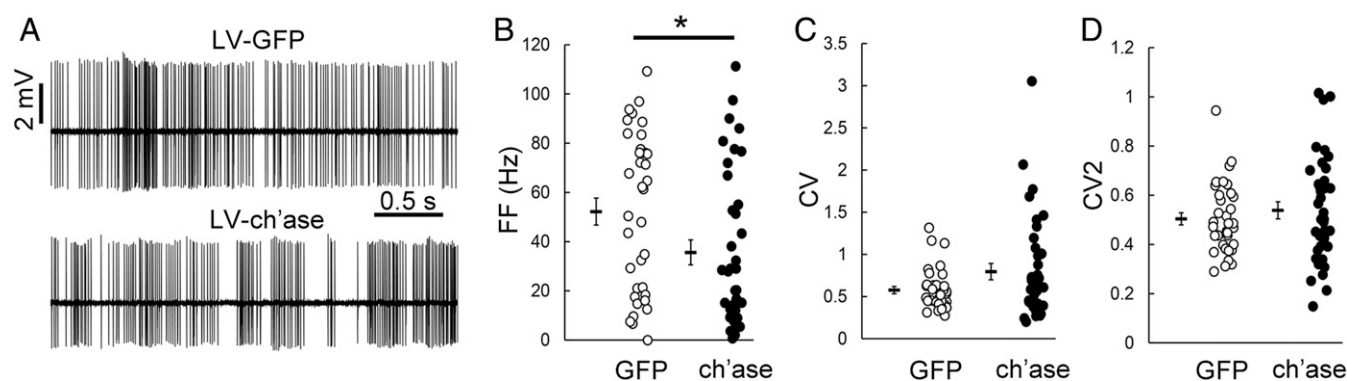 A
LV-GFP
2 mV
0.5 s
LV-ch'ase
B
*
FF (Hz)
120
100
80
60
40
20
0
GFP ch'ase
C
CV
3.5
3
2.5
2
1.5
1
0.5
0
GFP ch'ase
D
CV2
1.2
1
0.8
0.6
0.4
0.2
0
GFP ch'ase